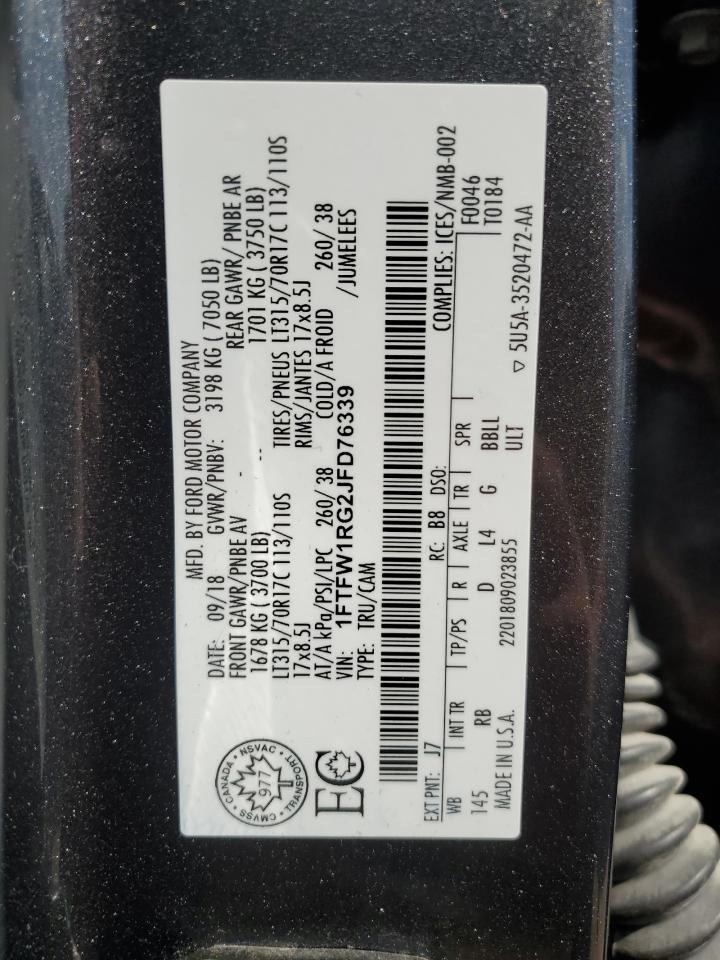 MFD. BY FORD MOTOR COMPANY
DATE: 09/18 GVWR/PNBV: 3198 KG ( 7050 LB)
FRONT GAWR/PNBE AV REAR GAWR/ PNBE AR
1678 KG (3700 LB) 1701 KG ( 3750 LB)
LT315/70R17C 113/110S TIRES/PNEUS LT315/70R17C 113/110S
17x8.5J RIMS/JANTES 17x8.5J
AT/A kPa/PSI/LPC 260/ 38 COLD/A FROID 260/ 38
VIN: 1FTFW1RG2JFD76339 /JUMELEES
TYPE: TRU/CAM
CANADA • NSVAC • TRANSPORT • CMVSS •
977
EC
EXT PNT: J7 RC: B8 DSO: COMPLIES: ICES/NMB-002
WB INT TR TP/PS R AXLE TR SPR F0046
145 RB D L4 G BBLL T0184
ULT
MADE IN U.S.A. 2201809023855 ▽ 5U5A-3520472-AA